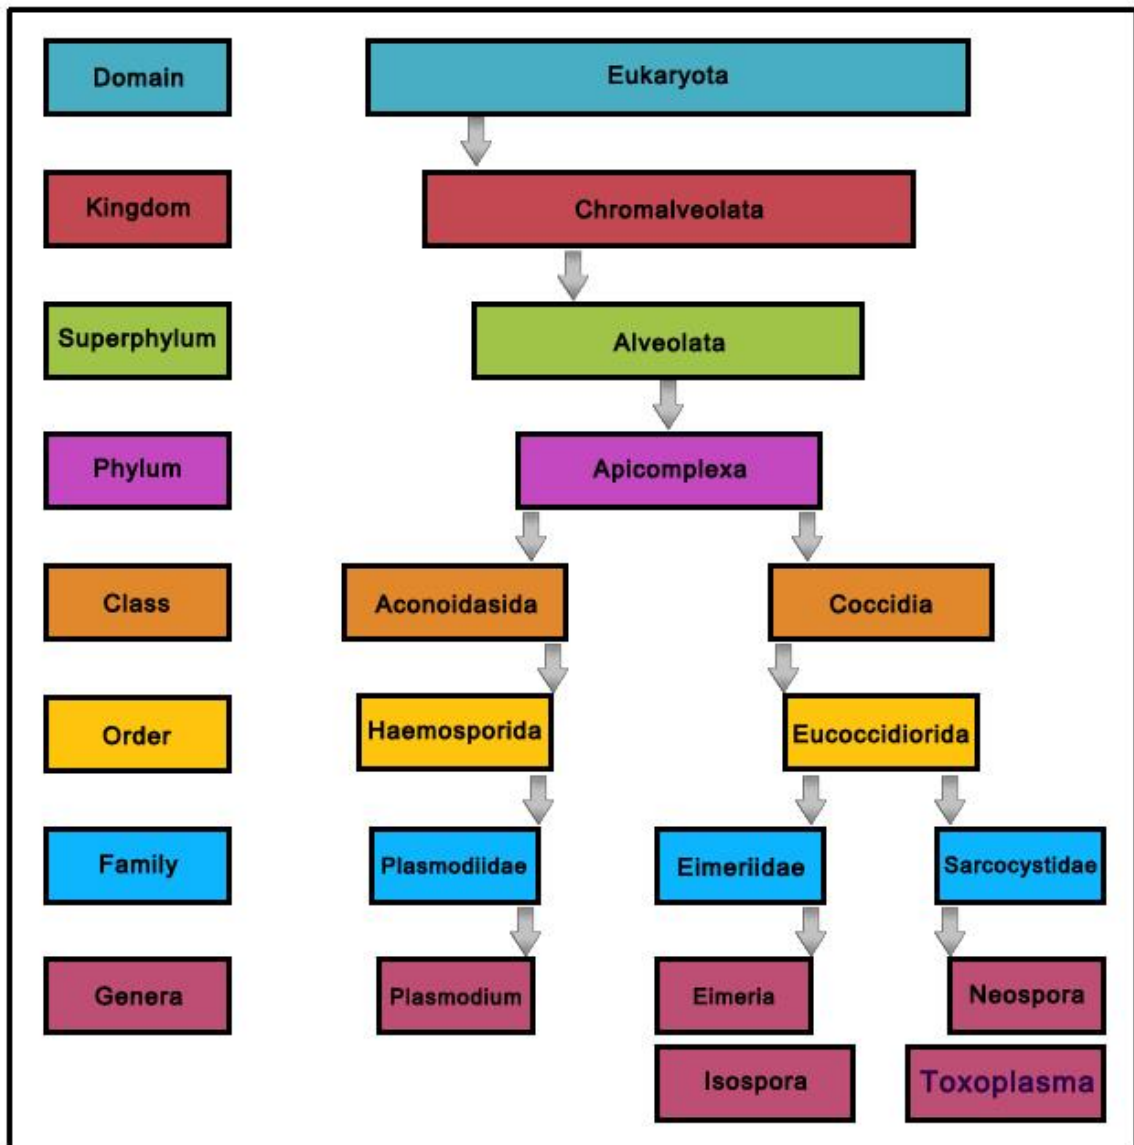 Domain
Eukaryota
Kingdom
Chromalveolata
Superphylum
Alveolata
Phylum
Apicomplexa
Class
Aconoidasida
Coccidia
Order
Haemosporida
Eucoccidiorida
Family
Plasmodiidae
Eimeriidae
Sarcocystidae
Genera
Plasmodium
Eimeria
Neospora
Isospora
Toxoplasma